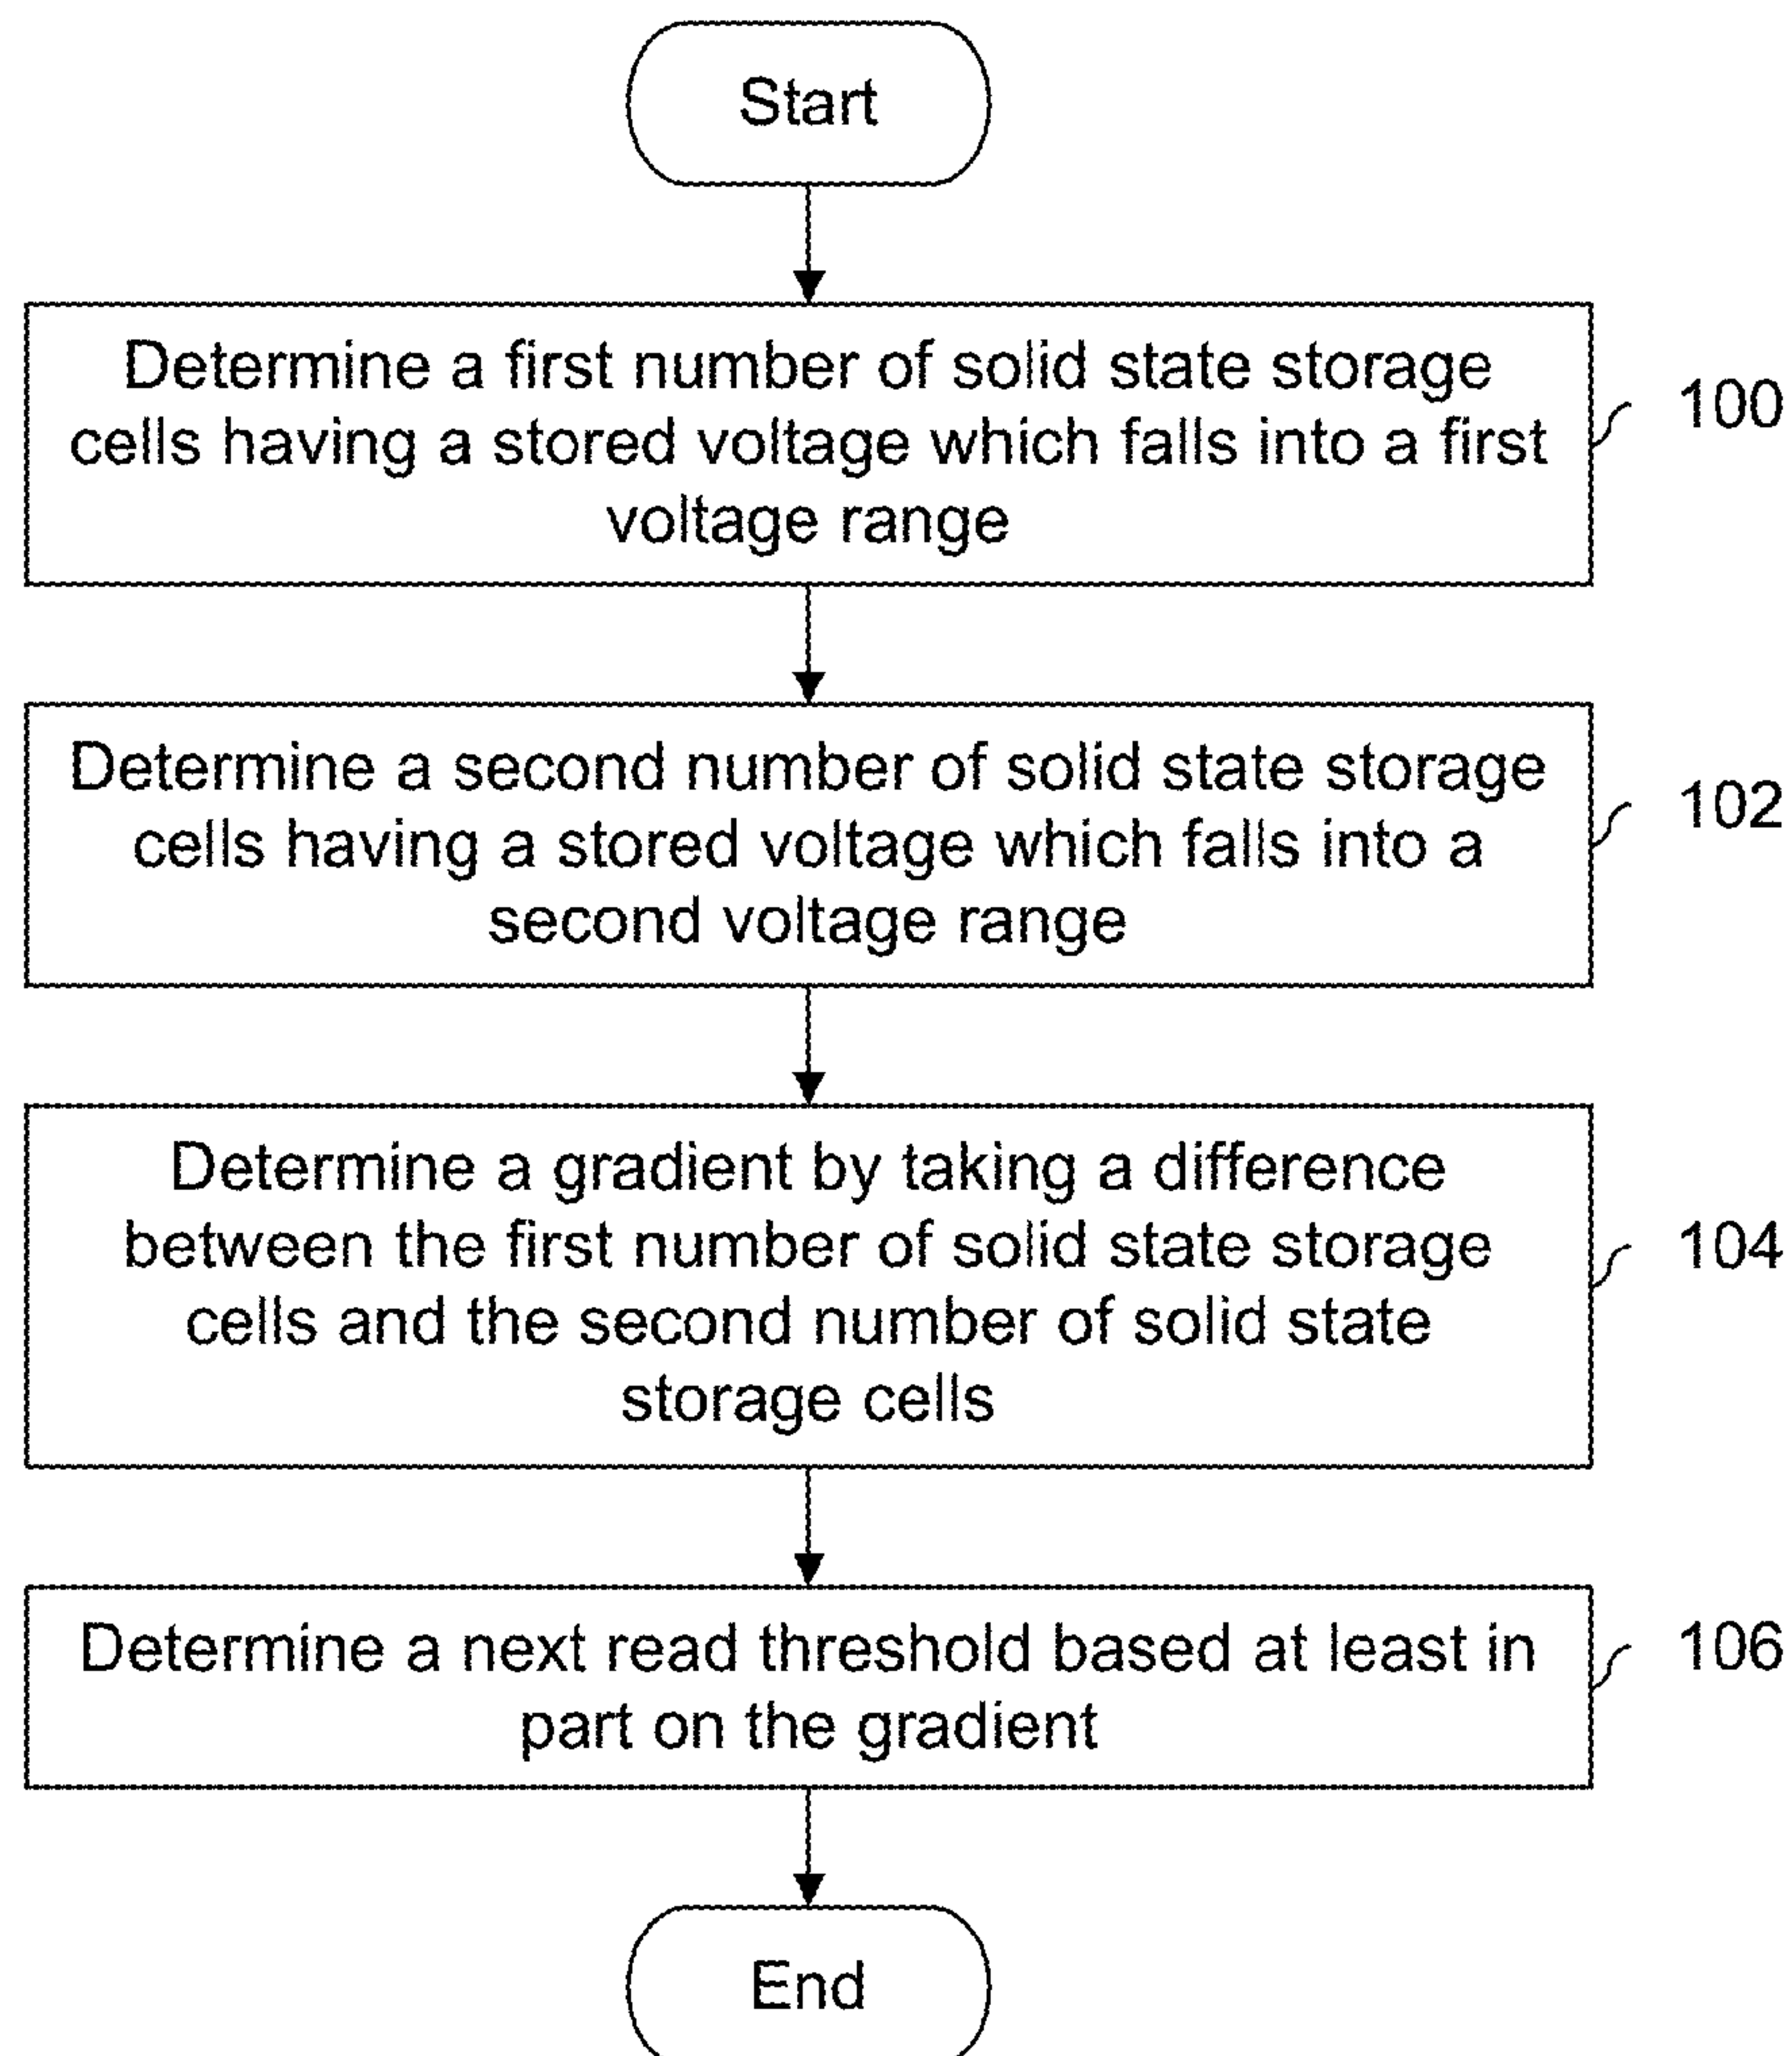 Start
Determine a first number of solid state storage
cells having a stored voltage which falls into a first
voltage range
100
Determine a second number of solid state storage
cells having a stored voltage which falls into a
second voltage range
102
Determine a gradient by taking a difference
between the first number of solid state storage
cells and the second number of solid state
storage cells
104
Determine a next read threshold based at least in
part on the gradient
106
End